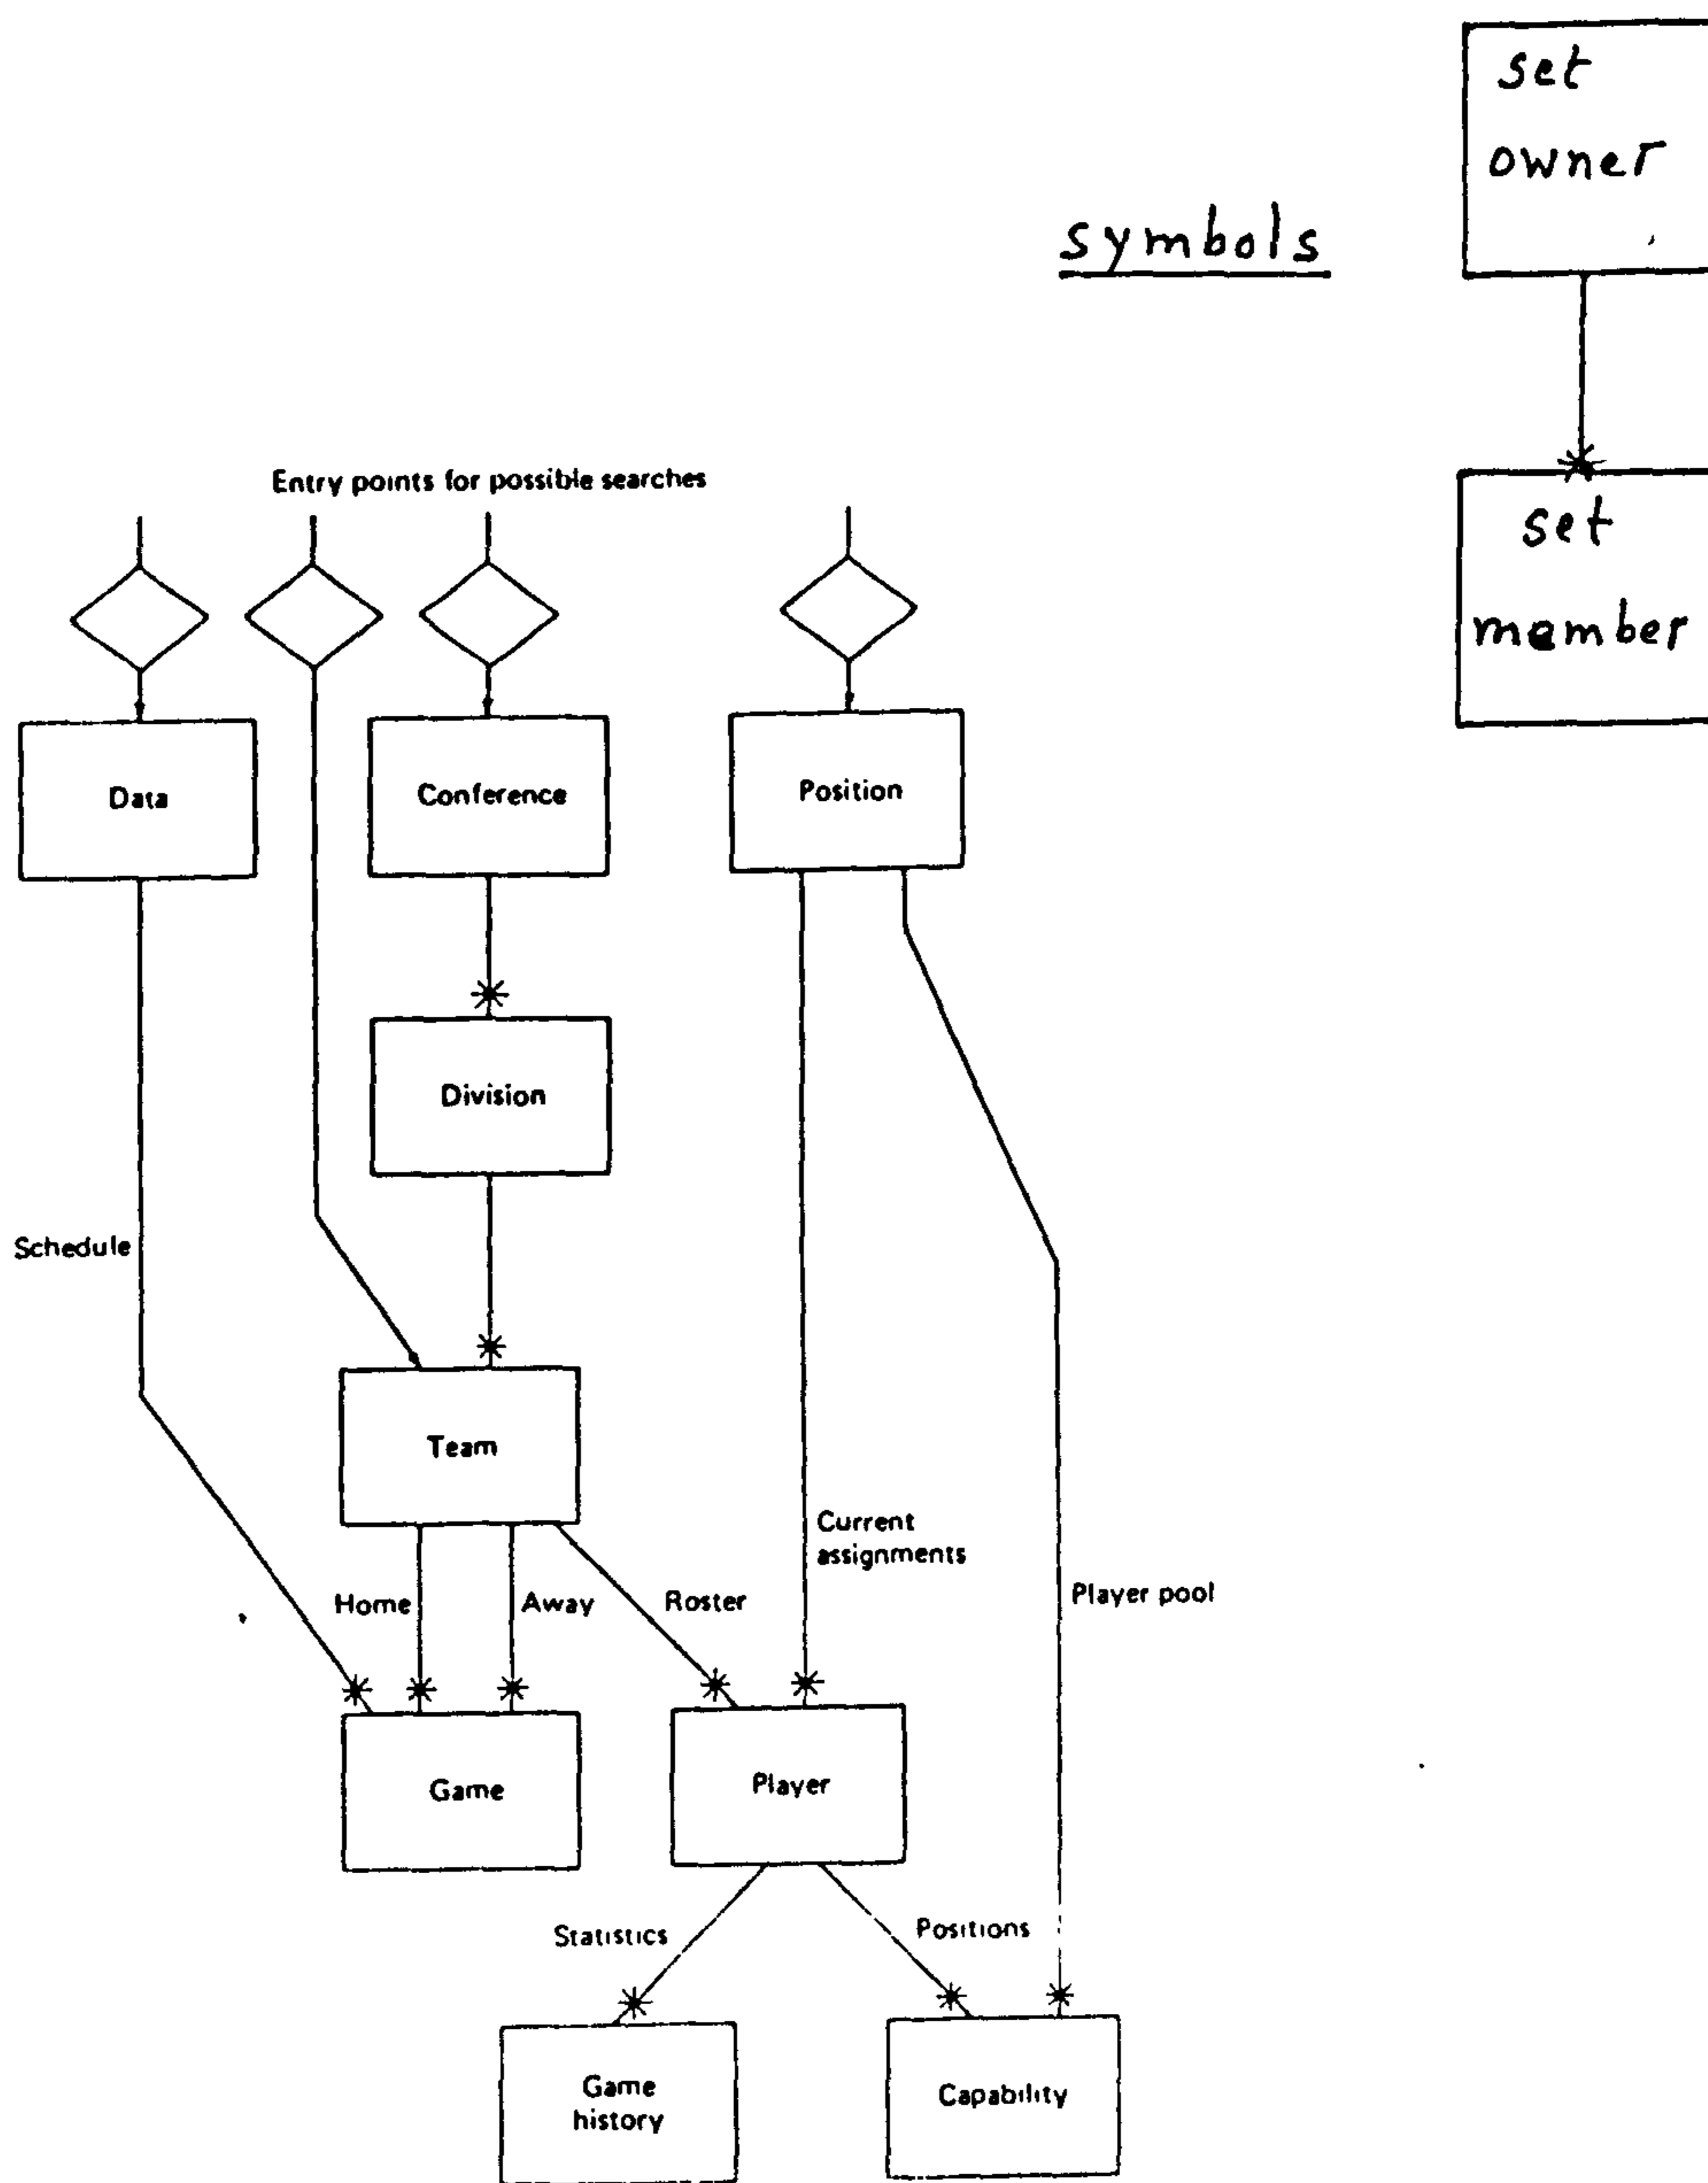 set
owner
symbols
set
member
Entry points for possible searches
Data
Conference
Position
Division
Schedule
Team
Current
assignments
Home
Away
Roster
Player pool
Game
Player
Statistics
Positions
Game
history
Capability